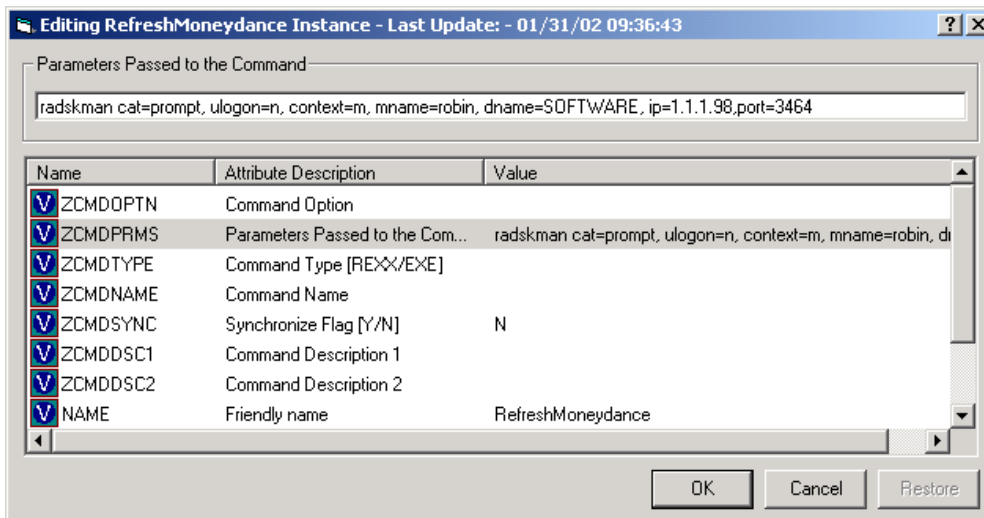 Editing RefreshMoneydance Instance - Last Update: - 01/31/02 09:36:43
Parameters Passed to the Command
radskman cat=prompt, ulogon=n, context=m, mname=robin, dname=SOFTWARE, ip=1.1.1.98,port=3464
Name Attribute Description Value
V ZCMDOPTN Command Option
V ZCMDPRMS Parameters Passed to the Com... radskman cat=prompt, ulogon=n, context=m, mname=robin, d
V ZCMDTYPE Command Type [REXX/EXE]
V ZCMDNAME Command Name
V ZCMDSYNC Synchronize Flag [Y/N] N
V ZCMDDSC1 Command Description 1
V ZCMDDSC2 Command Description 2
V NAME Friendly name RefreshMoneydance
OK Cancel Restore